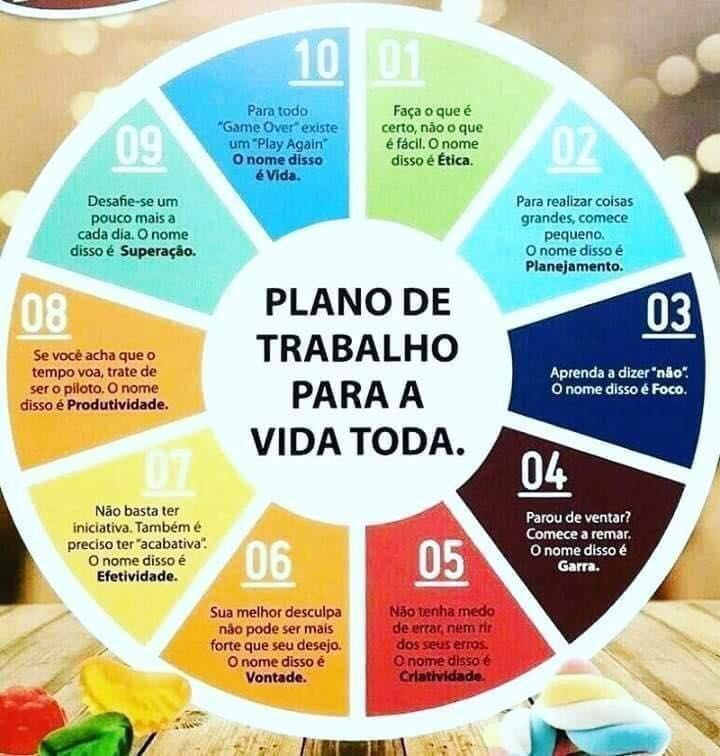 PLANO DE
TRABALHO
PARA A
VIDA TODA.
01
Faça o que é
certo, não o que
é fácil. O nome
disso é Ética.
02
Para realizar coisas
grandes, comece
pequeno.
O nome disso é
Planejamento.
03
Aprenda a dizer "não".
O nome disso é Foco.
04
Parou de ventar?
Comece a remar.
O nome disso é
Garra.
05
Não tenha medo
de errar, nem rir
dos seus erros.
O nome disso é
Criatividade.
06
Sua melhor desculpa
não pode ser mais
forte que seu desejo.
O nome disso é
Vontade.
07
Não basta ter
iniciativa. Também é
preciso ter "acabativa".
O nome disso é
Efetividade.
08
Se você acha que o
tempo voa, trate de
ser o piloto. O nome
disso é Produtividade.
09
Desafie-se um
pouco mais a
cada dia. O nome
disso é Superação.
10
Para todo
"Game Over" existe
um "Play Again"
O nome disso
é Vida.